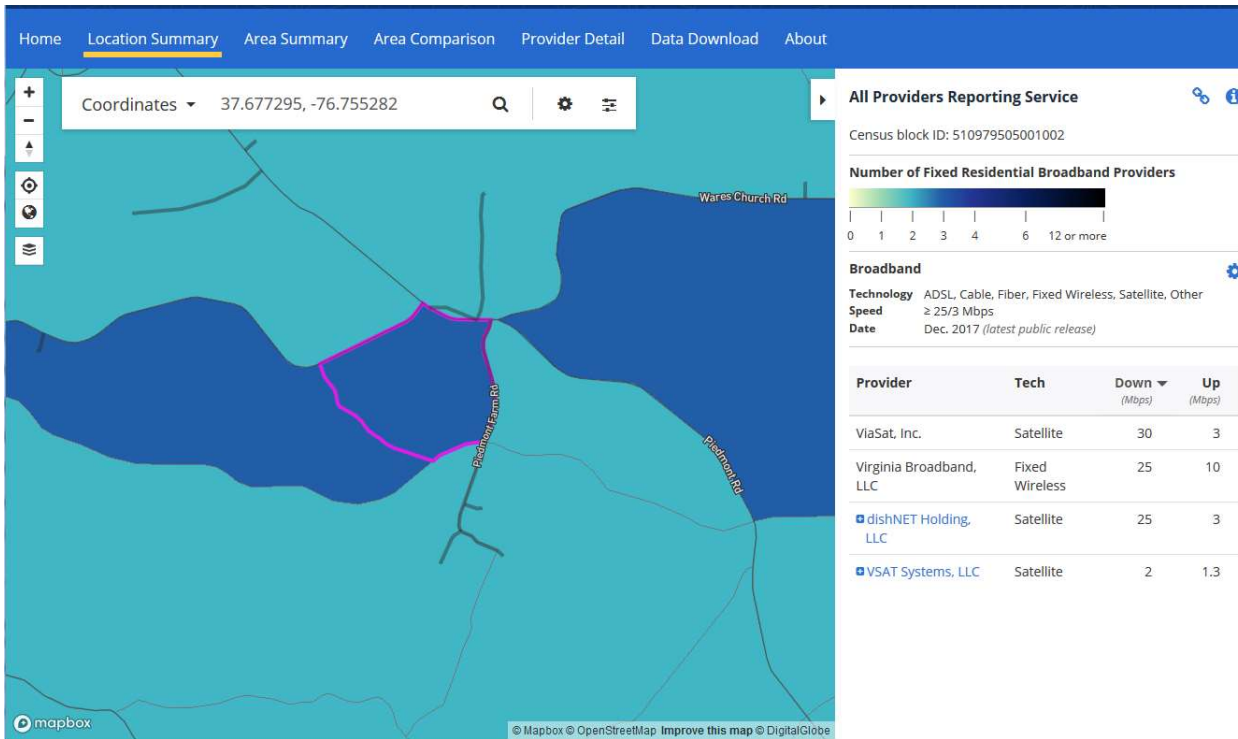 Home Location Summary Area Summary Area Comparison Provider Detail Data Download About
Coordinates 37.677295, -76.755282
Wares Church Rd
Piedmont Farm Rd
Piedmont Rd
mapbox
© Mapbox © OpenStreetMap Improve this map © DigitalGlobe
All Providers Reporting Service
Census block ID: 510979505001002
Number of Fixed Residential Broadband Providers
0 1 2 3 4 6 12 or more
Broadband
Technology ADSL, Cable, Fiber, Fixed Wireless, Satellite, Other
Speed ≥ 25/3 Mbps
Date Dec. 2017 (latest public release)
Provider Tech Down Up
(Mbps) (Mbps)
ViaSat, Inc. Satellite 30 3
Virginia Broadband, Fixed 25 10
LLC Wireless
dishNET Holding, Satellite 25 3
LLC
VSAT Systems, LLC Satellite 2 1.3